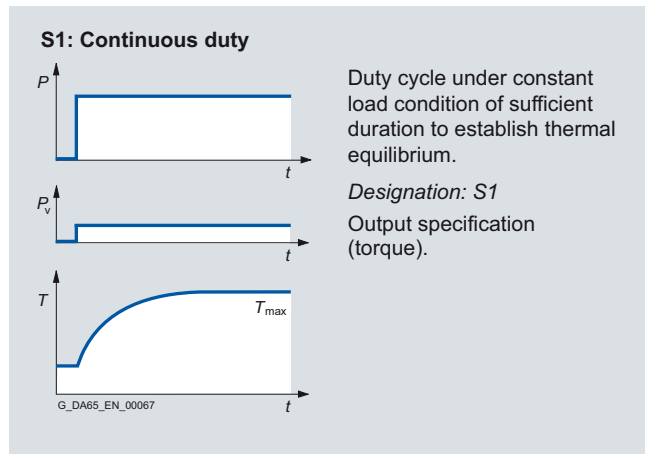 S1: Continuous duty
P
t
Pv
t
T
Tmax
G_DA65_EN_00067
t
Duty cycle under constant
load condition of sufficient
duration to establish thermal
equilibrium.
Designation: S1
Output specification
(torque).